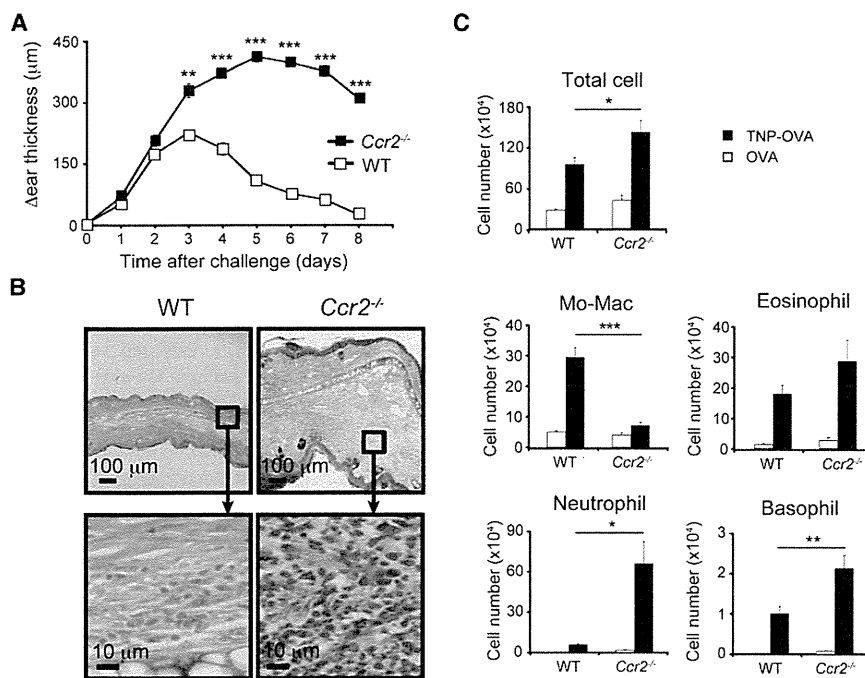 A
Δear thickness (μm)
450
300
150
0
** *** *** *** *** ***
Ccr2-/-
WT
0 1 2 3 4 5 6 7 8
Time after challenge (days)
B
WT
Ccr2-/-
100 μm
100 μm
10 μm
10 μm
C
Total cell
Cell number (x10⁴)
180
120
60
0
*
WT
Ccr2-/-
TNP-OVA
OVA
Mo-Mac
Cell number (x10⁴)
40
30
20
10
0
***
WT
Ccr2-/-
Eosinophil
Cell number (x10⁴)
40
30
20
10
0
WT
Ccr2-/-
Neutrophil
Cell number (x10⁴)
90
60
30
0
*
WT
Ccr2-/-
Basophil
Cell number (x10⁴)
3
2
1
0
**
WT
Ccr2-/-